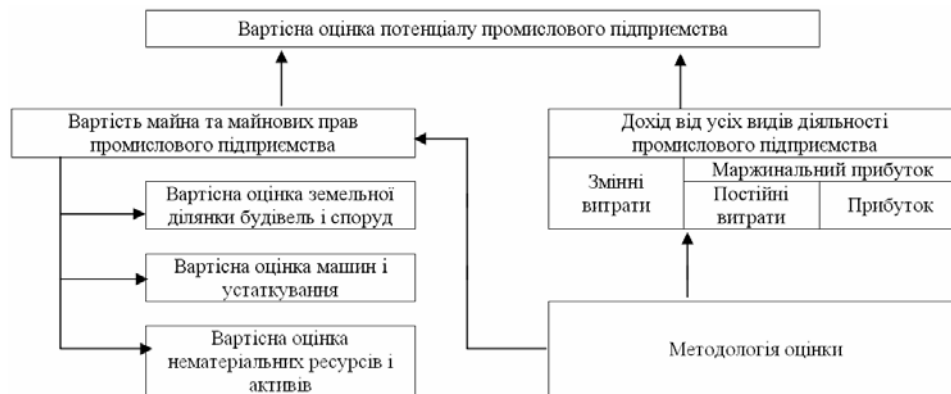 Вартісна оцінка потенціалу промислового підприємства
Вартість майна та майнових прав
промислового підприємства
Дохід від усіх видів діяльності
промислового підприємства
Змінні
витрати
Маржинальний прибуток
Постійні
витрати
Прибуток
Вартісна оцінка земельної
ділянки будівель і споруд
Вартісна оцінка машин і
устаткування
Вартісна оцінка
нематеріальних ресурсів і
активів
Методологія оцінки